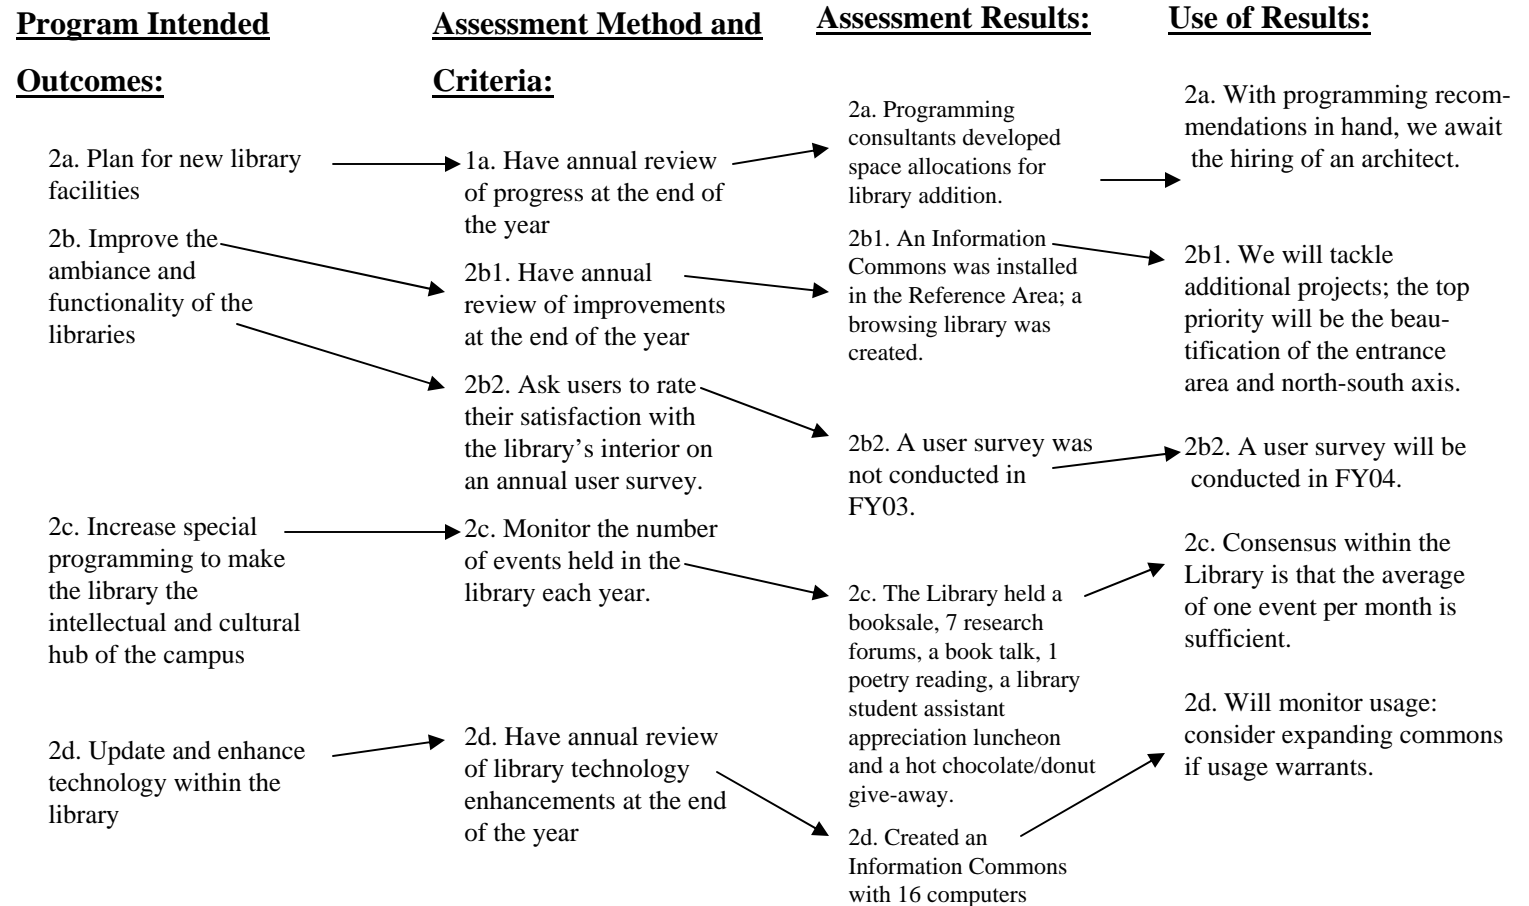 Program Intended
Outcomes:
2a. Plan for new library
facilities
2b. Improve the
ambiance and
functionality of the
libraries
2c. Increase special
programming to make
the library the
intellectual and cultural
hub of the campus
2d. Update and enhance
technology within the
library
Assessment Method and
Criteria:
1a. Have annual review
of progress at the end of
the year
2b1. Have annual
review of improvements
at the end of the year
2b2. Ask users to rate
their satisfaction with
the library’s interior on
an annual user survey.
2c. Monitor the number
of events held in the
library each year.
2d. Have annual review
of library technology
enhancements at the end
of the year
Assessment Results:
2a. Programming
consultants developed
space allocations for
library addition.
2b1. An Information
Commons was installed
in the Reference Area; a
browsing library was
created.
2b2. A user survey was
not conducted in
FY03.
2c. The Library held a
booksale, 7 research
forums, a book talk, 1
poetry reading, a library
student assistant
appreciation luncheon
and a hot chocolate/donut
give-away.
2d. Created an
Information Commons
with 16 computers
Use of Results:
2a. With programming recom-
mendations in hand, we await
the hiring of an architect.
2b1. We will tackle
additional projects; the top
priority will be the beau-
tification of the entrance
area and north-south axis.
2b2. A user survey will be
conducted in FY04.
2c. Consensus within the
Library is that the average
of one event per month is
sufficient.
2d. Will monitor usage:
consider expanding commons
if usage warrants.